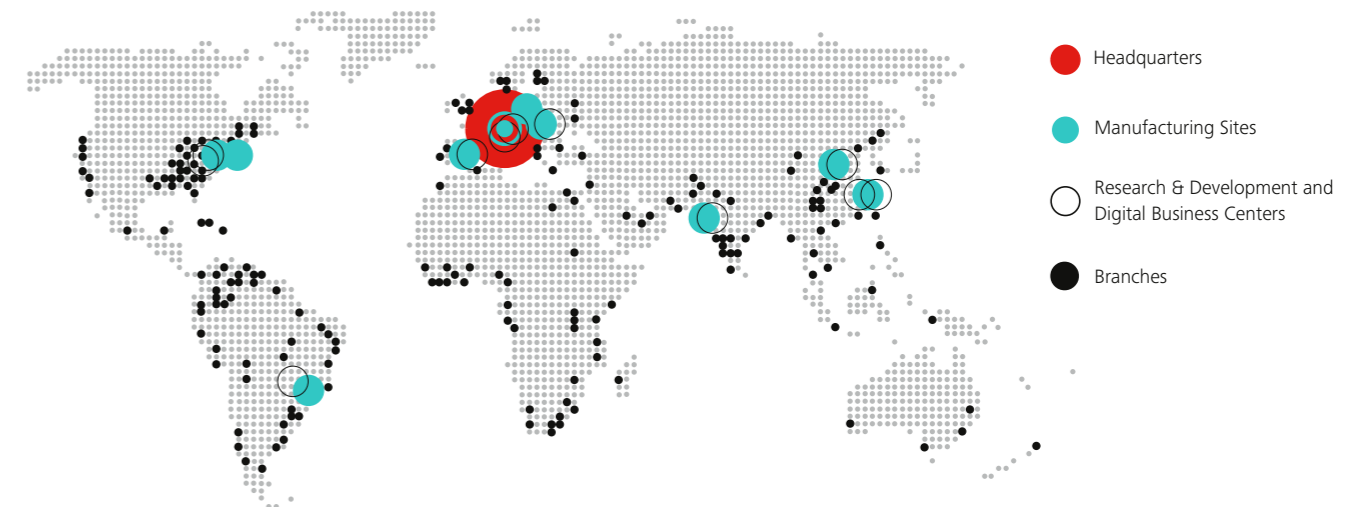 Headquarters
Manufacturing Sites
Research & Development and
Digital Business Centers
Branches